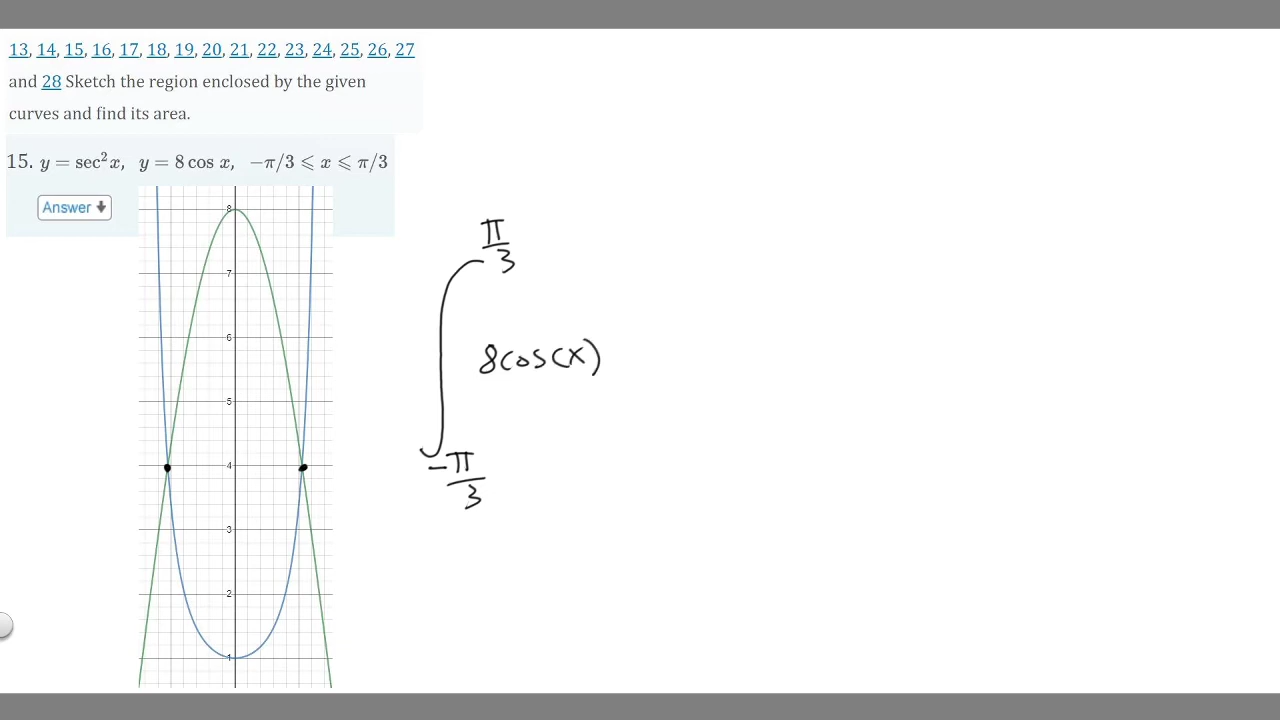 13, 14, 15, 16, 17, 18, 19, 20, 21, 22, 23, 24, 25, 26, 27
and 28 Sketch the region enclosed by the given
curves and find its area.
15. y = sec²x, y = 8 cos x, −π/3 ⩽ x ⩽ π/3
Answer
8
7
6
5
4
3
2
1
π
3
8cos(x)
-π
3